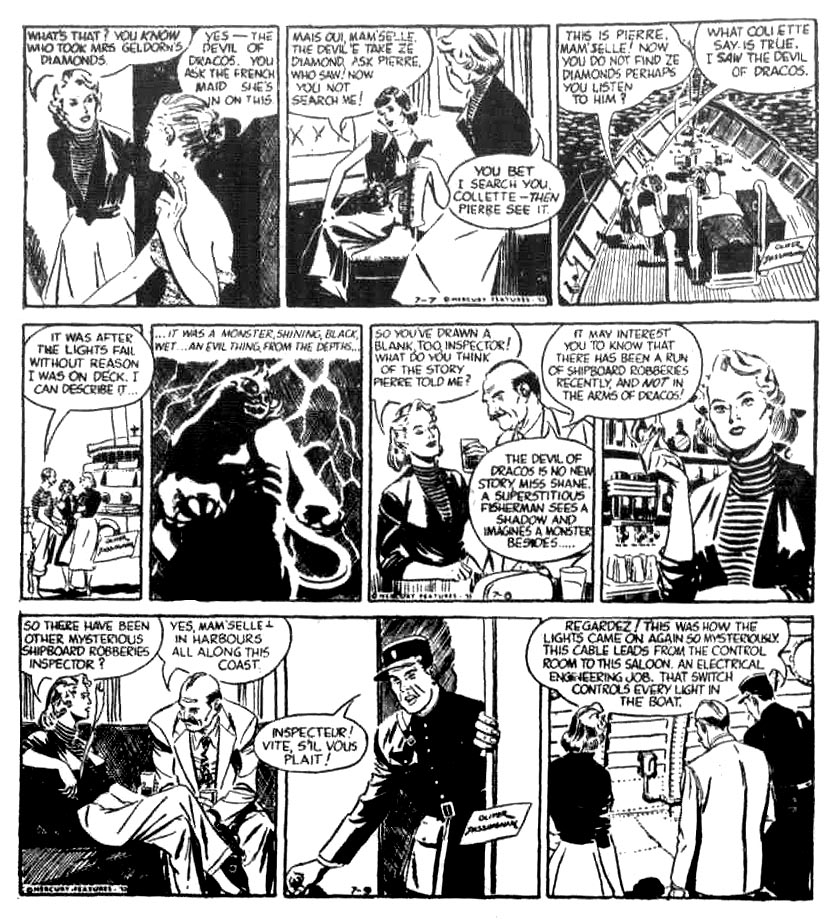 WHAT'S THAT? YOU KNOW
WHO TOOK MRS GELDORN'S
DIAMONDS.
YES — THE
DEVIL OF
DRACOS. YOU
ASK THE FRENCH
MAID SHE'S
IN ON THIS
MAIS OUI, MAM'SELLE.
THE DEVIL'E TAKE ZE
DIAMOND. ASK PIERRE,
WHO SAW! NOW
YOU NOT
SEARCH ME!
YOU BET
I SEARCH YOU,
COLLETTE — THEN
PIERRE SEE IT.
7-7 © MERCURY FEATURES
THIS IS PIERRE,
MAM'SELLE! NOW
YOU DO NOT FIND ZE
DIAMONDS PERHAPS
YOU LISTEN
TO HIM?
WHAT COLLETTE
SAY IS TRUE.
I SAW THE DEVIL
OF DRACOS.
OLIVER
PASSINGHAM
IT WAS AFTER
THE LIGHTS FAIL
WITHOUT REASON
I WAS ON DECK. I
CAN DESCRIBE IT...
OLIVER
PASSINGHAM
...IT WAS A MONSTER, SHINING, BLACK,
WET... AN EVIL THING, FROM THE DEPTHS...
SO YOU'VE DRAWN A
BLANK, TOO, INSPECTOR!
WHAT DO YOU THINK
OF THE STORY
PIERRE TOLD ME?
THE DEVIL OF
DRACOS IS NO NEW
STORY, MISS SHANE.
A SUPERSTITIOUS
FISHERMAN SEES A
SHADOW AND
IMAGINES A MONSTER
BESIDES.....
© MERCURY FEATURES 7-8
IT MAY INTEREST
YOU TO KNOW THAT
THERE HAS BEEN A RUN
OF SHIPBOARD ROBBERIES
RECENTLY, AND NOT IN
THE ARMS OF DRACOS!
SO THERE HAVE BEEN
OTHER MYSTERIOUS
SHIPBOARD ROBBERIES
INSPECTOR?
YES, MAM'SELLE —
IN HARBOURS
ALL ALONG THIS
COAST.
© MERCURY FEATURES
INSPECTEUR!
VITE, S'IL VOUS
PLAIT!
OLIVER
PASSINGHAM
7-9
REGARDEZ! THIS WAS HOW THE
LIGHTS CAME ON AGAIN SO MYSTERIOUSLY.
THIS CABLE LEADS FROM THE CONTROL
ROOM TO THIS SALOON. AN ELECTRICAL
ENGINEERING JOB. THAT SWITCH
CONTROLS EVERY LIGHT IN
THE BOAT.